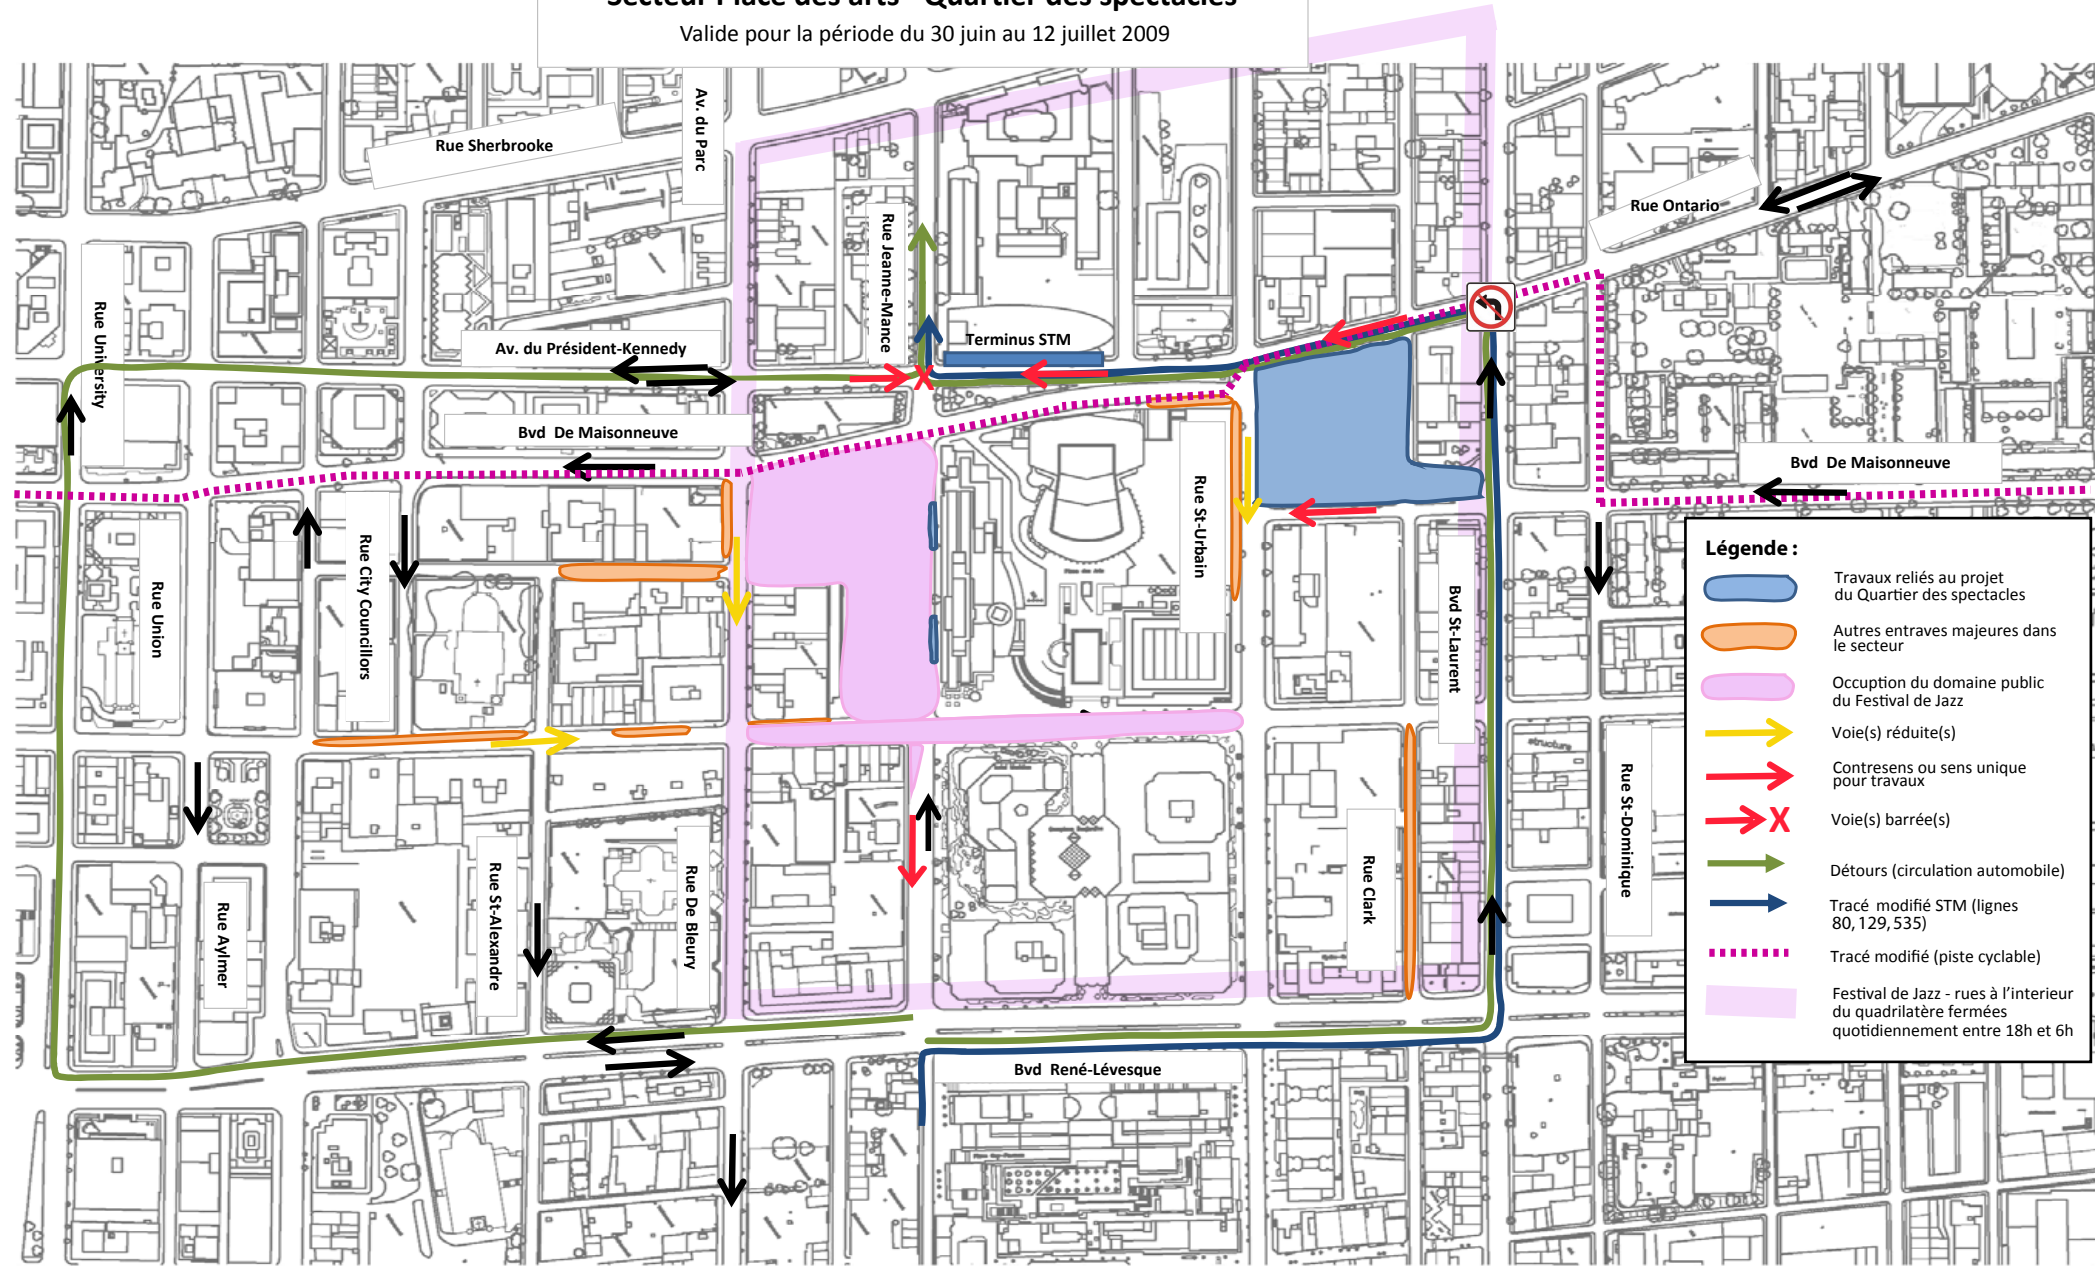 Secteur Place des arts - Quartier des spectacles
Valide pour la période du 30 juin au 12 juillet 2009
Rue Sherbrooke
Av. du Parc
Rue Jeanne-Mance
Rue Ontario
Rue University
Av. du Président-Kennedy
Terminus STM
Bvd De Maisonneuve
Bvd De Maisonneuve
Rue St-Urbain
Rue Union
Rue City Councillors
Bvd St-Laurent
Rue Aylmer
Rue St-Alexandre
Rue De Bleury
Rue Clark
Rue St-Dominique
structure
Bvd René-Lévesque
Légende :
Travaux reliés au projet
du Quartier des spectacles
Autres entraves majeures dans
le secteur
Occuption du domaine public
du Festival de Jazz
Voie(s) réduite(s)
Contresens ou sens unique
pour travaux
X Voie(s) barrée(s)
Détours (circulation automobile)
Tracé modifié STM (lignes
80, 129, 535)
Tracé modifié (piste cyclable)
Festival de Jazz - rues à l'interieur
du quadrilatère fermées
quotidiennement entre 18h et 6h